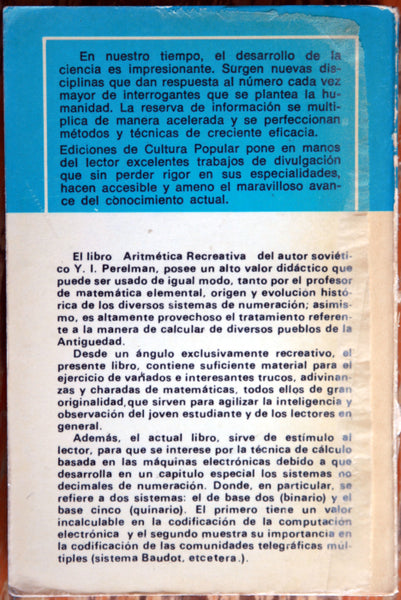 En nuestro tiempo, el desarrollo de la
ciencia es impresionante. Surgen nuevas dis-
ciplinas que dan respuesta al número cada vez
mayor de interrogantes que se plantea la hu-
manidad. La reserva de información se multi-
plica de manera acelerada y se perfeccionan
métodos y técnicas de creciente eficacia.
Ediciones de Cultura Popular pone en manos
del lector excelentes trabajos de divulgación
que sin perder rigor en sus especialidades,
hacen accesible y ameno el maravilloso avan-
ce del conocimiento actual.
El libro Aritmética Recreativa del autor soviéti-
co Y. I. Perelman, posee un alto valor didáctico que
puede ser usado de igual modo, tanto por el profesor
de matemática elemental, origen y evolucion histó-
rica de los diversos sistemas de numeración; asimis-
mo, es altamente provechoso el tratamiento referen-
te a la manera de calcular de diversos pueblos de la
Antiguedad.
Desde un ángulo exclusivamente recreativo, el
presente libro, contiene suficiente material para el
ejercicio de variados e interesantes trucos, adivinan-
zas y charadas de matemáticas, todos ellos de gran
originalidad,que sirven para agilizar la inteligencia y
observación del joven estudiante y de los lectores en
general.
Además, el actual libro, sirve de estímulo al
lector, para que se interese por la técnica de cálculo
basada en las máquinas electrónicas debido a que
desarrolla en un capitulo especial los sistemas no
decimales de numeración. Donde, en particular, se
refiere a dos sistemas: el de base dos (binario) y el
base cinco (quinario). El primero tiene un valor
incalculable en la codificación de la computación
electrónica y el segundo muestra su importancia en
la codificación de las comunidades telegráficas múl-
tiples (sistema Baudot, etcetera.).